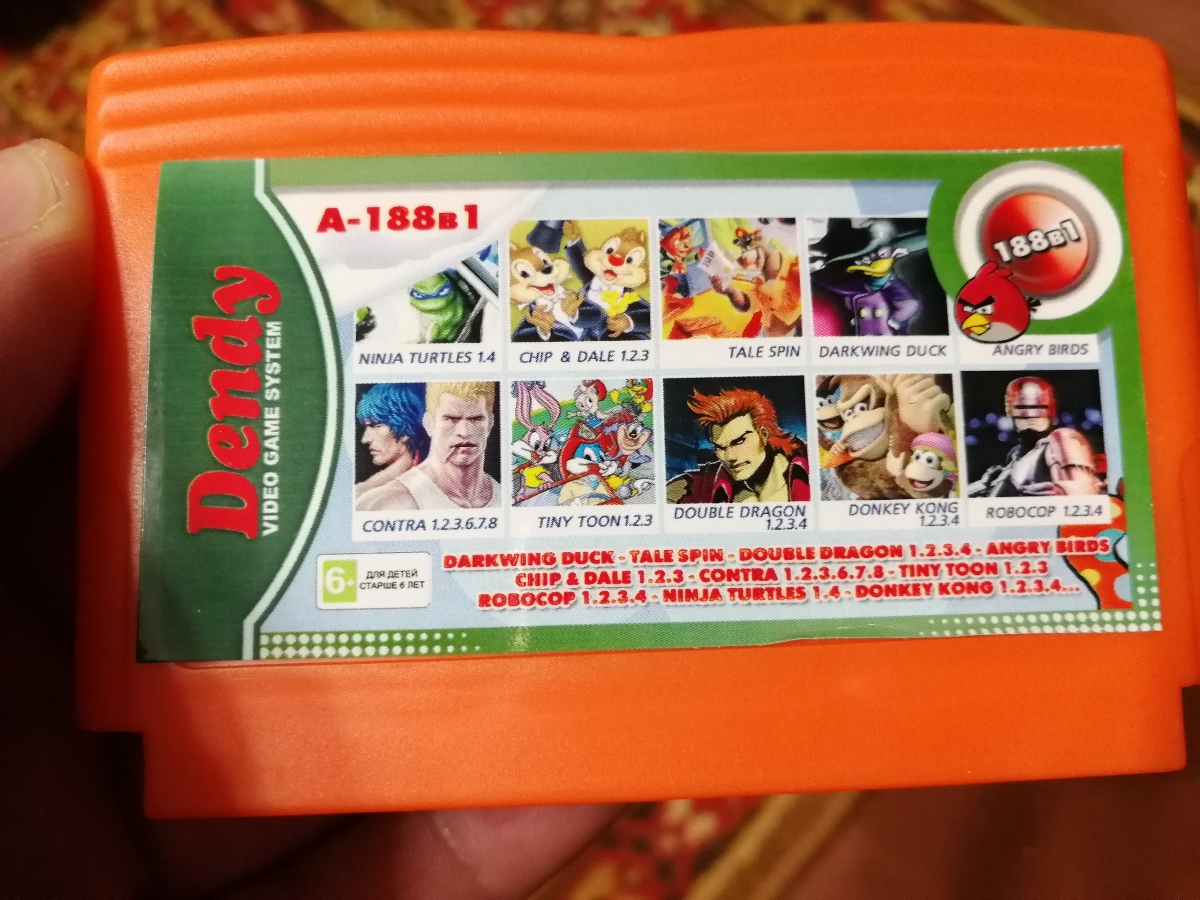 Dendy
VIDEO GAME SYSTEM
A-188в1
188в1
NINJA TURTLES 1.4
CHIP & DALE 1.2.3
TALE SPIN
DARKWING DUCK
ANGRY BIRDS
CONTRA 1.2.3.6.7.8
TINY TOON 1.2.3
DOUBLE DRAGON
1.2.3.4
DONKEY KONG
1.2.3.4
ROBOCOP 1.2.3.4
6+
ДЛЯ ДЕТЕЙ
СТАРШЕ 6 ЛЕТ
DARKWING DUCK - TALE SPIN - DOUBLE DRAGON 1.2.3.4 - ANGRY BIRDS
CHIP & DALE 1.2.3 - CONTRA 1.2.3.6.7.8 - TINY TOON 1.2.3
ROBOCOP 1.2.3.4 - NINJA TURTLES 1.4 - DONKEY KONG 1.2.3.4...